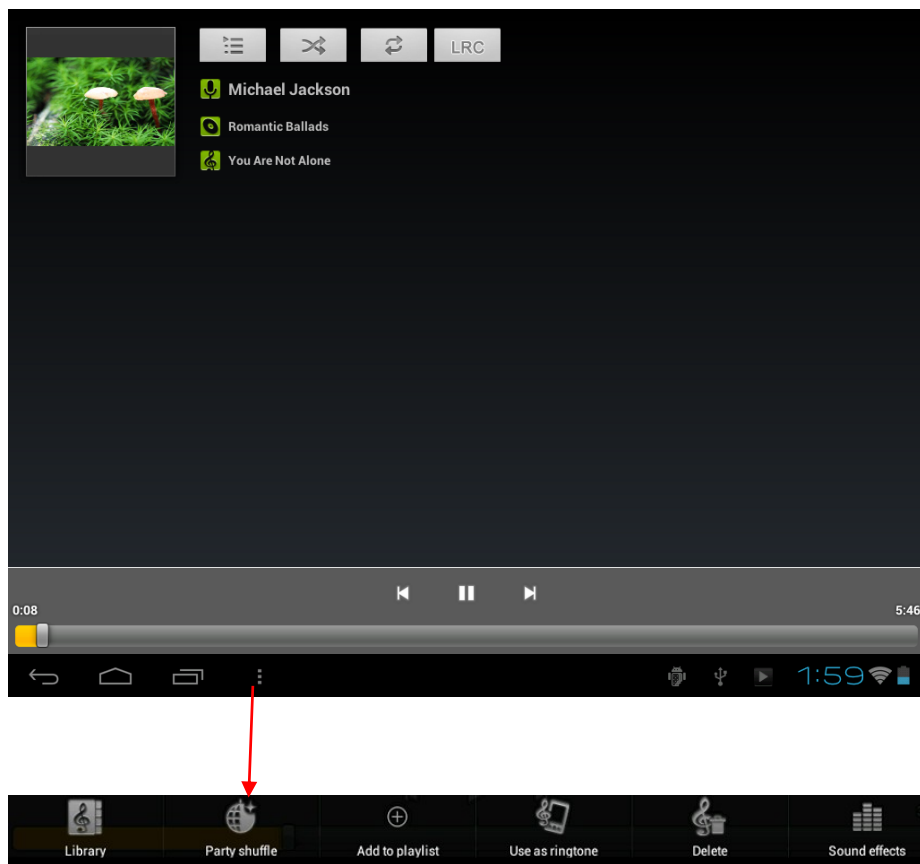 LRC
Michael Jackson
Romantic Ballads
You Are Not Alone
0:08
5:46
1:59
Library
Party shuffle
Add to playlist
Use as ringtone
Delete
Sound effects